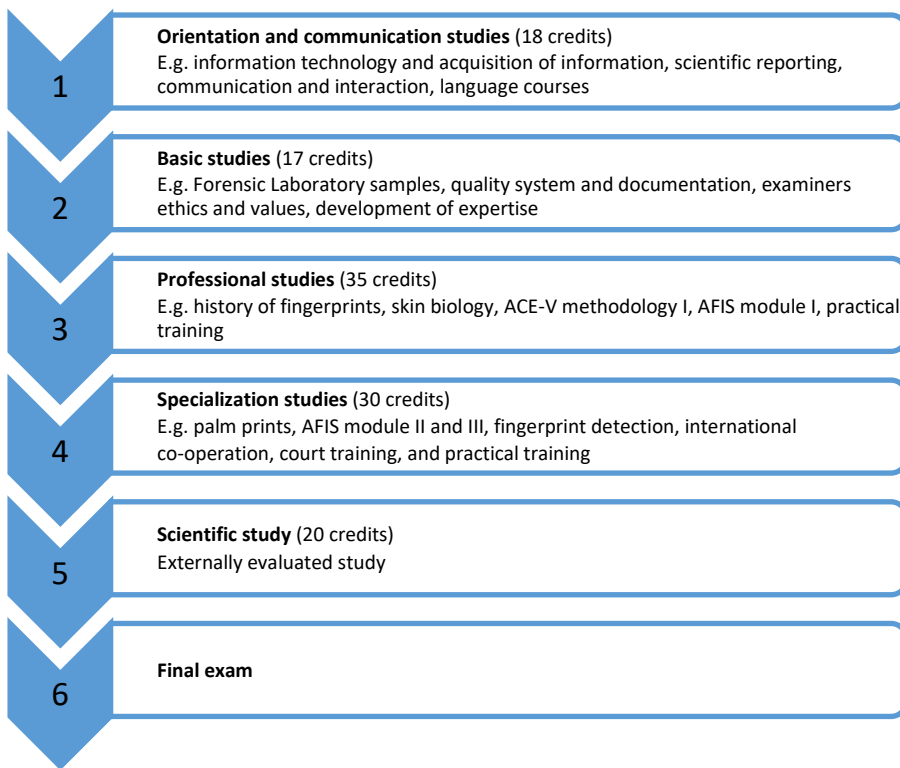 1
Orientation and communication studies (18 credits)
E.g. information technology and acquisition of information, scientific reporting,
communication and interaction, language courses
2
Basic studies (17 credits)
E.g. Forensic Laboratory samples, quality system and documentation, examiners
ethics and values, development of expertise
3
Professional studies (35 credits)
E.g. history of fingerprints, skin biology, ACE-V methodology I, AFIS module I, practical
training
4
Specialization studies (30 credits)
E.g. palm prints, AFIS module II and III, fingerprint detection, international
co-operation, court training, and practical training
5
Scientific study (20 credits)
Externally evaluated study
6
Final exam